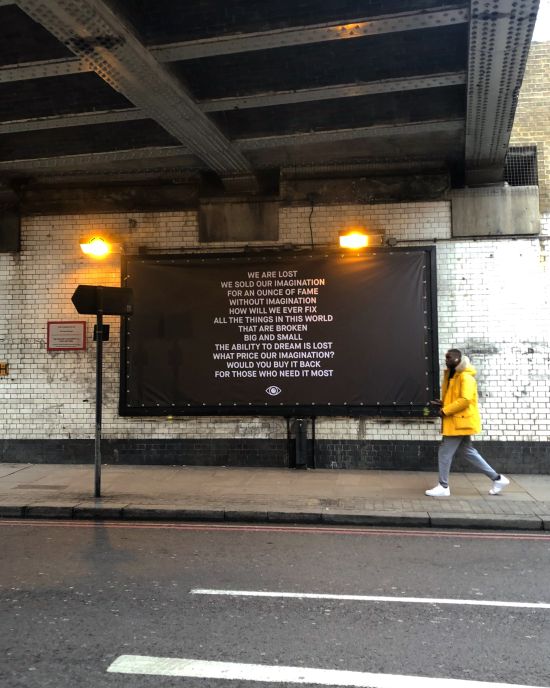 WE ARE LOST
WE SOLD OUR IMAGINATION
FOR AN OUNCE OF FAME
WITHOUT IMAGINATION
HOW WILL WE EVER FIX
ALL THE THINGS IN THIS WORLD
THAT ARE BROKEN
BIG AND SMALL
THE ABILITY TO DREAM IS LOST
WHAT PRICE OUR IMAGINATION?
WOULD YOU BUY IT BACK
FOR THOSE WHO NEED IT MOST